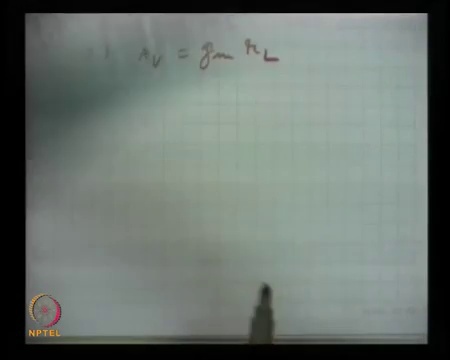 A_V = g_m r_L
NPTEL